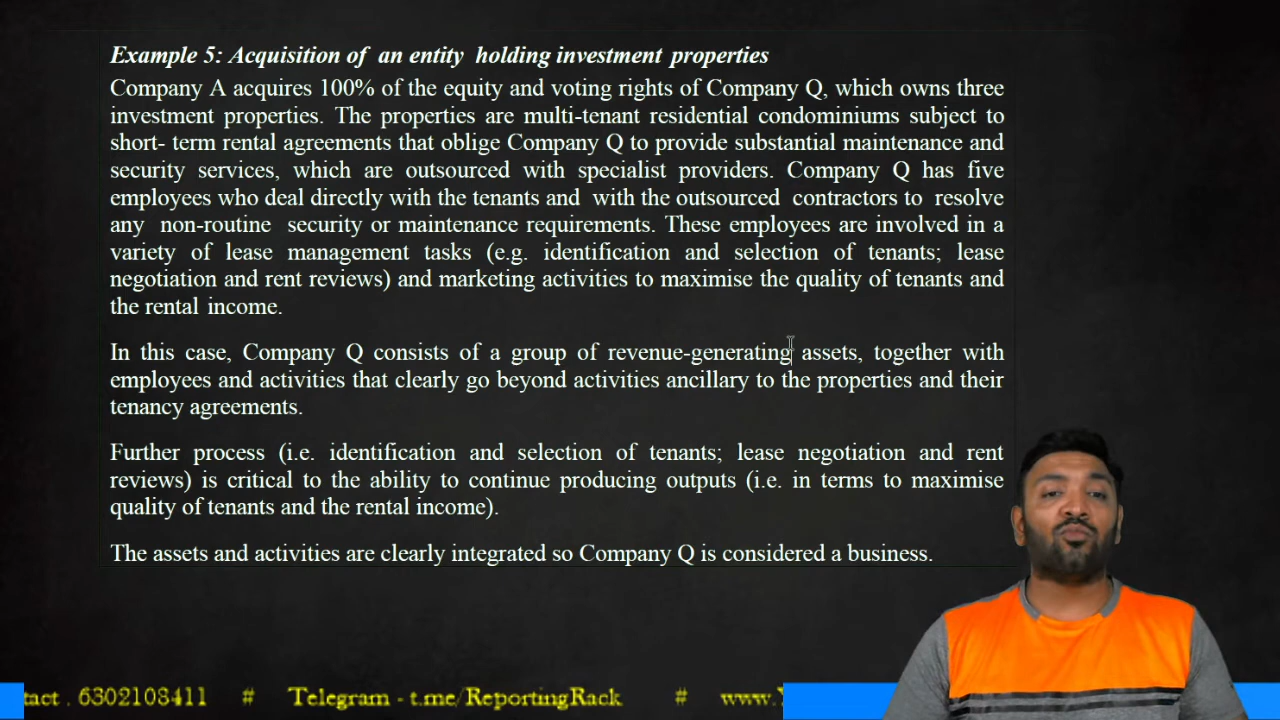 Example 5: Acquisition of an entity holding investment properties
Company A acquires 100% of the equity and voting rights of Company Q, which owns three
investment properties. The properties are multi-tenant residential condominiums subject to
short- term rental agreements that oblige Company Q to provide substantial maintenance and
security services, which are outsourced with specialist providers. Company Q has five
employees who deal directly with the tenants and with the outsourced contractors to resolve
any non-routine security or maintenance requirements. These employees are involved in a
variety of lease management tasks (e.g. identification and selection of tenants; lease
negotiation and rent reviews) and marketing activities to maximise the quality of tenants and
the rental income.
In this case, Company Q consists of a group of revenue-generating assets, together with
employees and activities that clearly go beyond activities ancillary to the properties and their
tenancy agreements.
Further process (i.e. identification and selection of tenants; lease negotiation and rent
reviews) is critical to the ability to continue producing outputs (i.e. in terms to maximise
quality of tenants and the rental income).
The assets and activities are clearly integrated so Company Q is considered a business.
tact . 6302108411 # Telegram - t.me/ReportingRack # www.